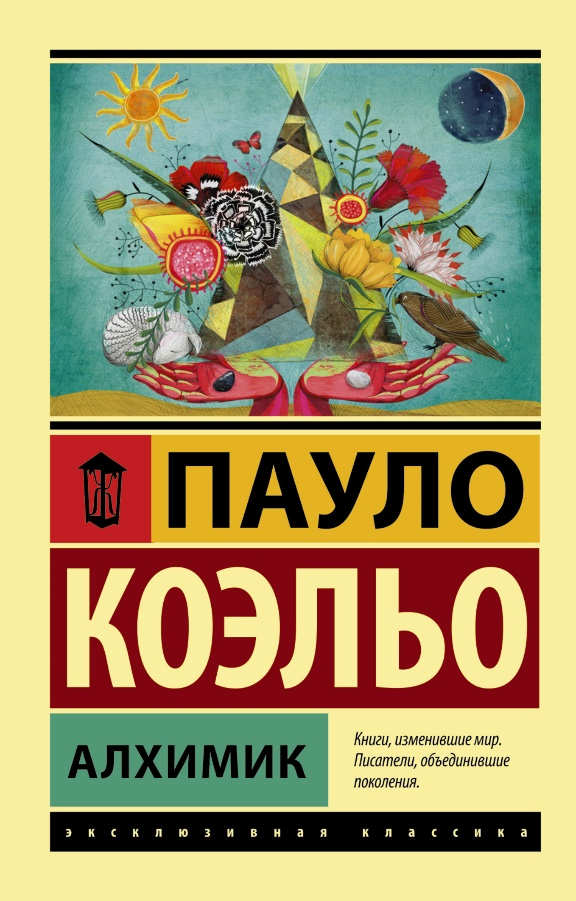 ПАУЛО
КОЭЛЬО
АЛХИМИК
Книги, изменившие мир.
Писатели, объединившие
поколения.
эксклюзивная классика